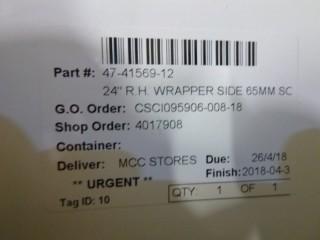 Part #: 47-41569-12
24" R.H. WRAPPER SIDE 65MM SC
G.O. Order: CSCI095906-008-18
Shop Order: 4017908
Container:
Deliver: MCC STORES Due: 26/4/18
** URGENT ** Finish: 2018-04-3
Tag ID: 10 QTY: 1 OF 1